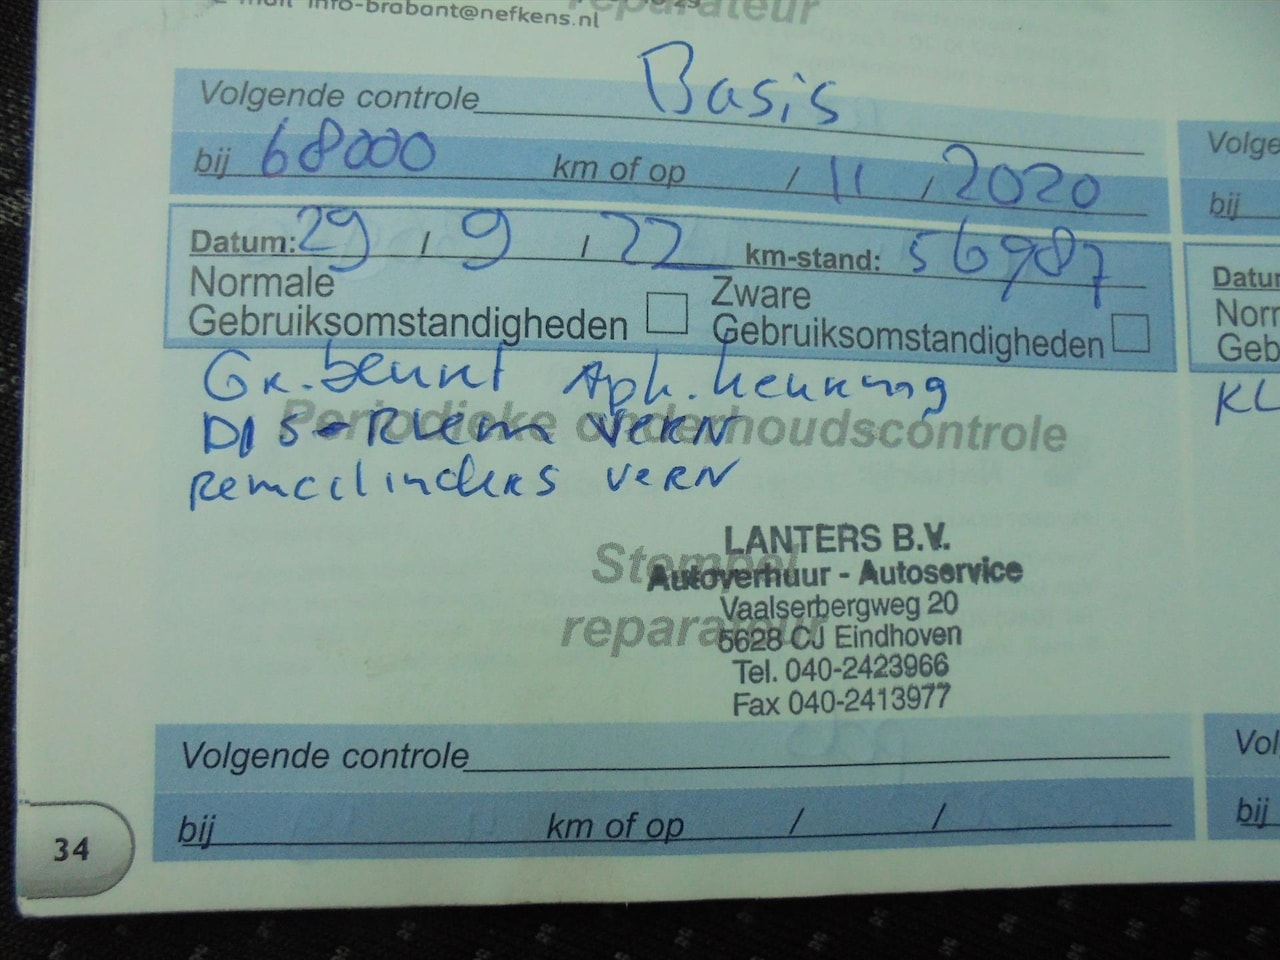 info-brabant@nefkens.nl
reparateur
Volgende controle Basis
bij 68000 km of op / 11 / 2020
Datum: 29 / 9 / 22 km-stand: 56987
Normale Gebruiksomstandigheden
Zware Gebruiksomstandigheden
GR. beurt Apk. keuring
Periodieke onderhoudscontrole
DIS-Riem VERN
Remcilinders VERN
Stempel
reparateur
LANTERS B.V.
Autoverhuur - Autoservice
Vaalserbergweg 20
5628 CJ Eindhoven
Tel. 040-2423966
Fax 040-2413977
Volgende controle
bij km of op / /
34
Volge
bij
Datu
Norr
Geb
KL
Vol
bij